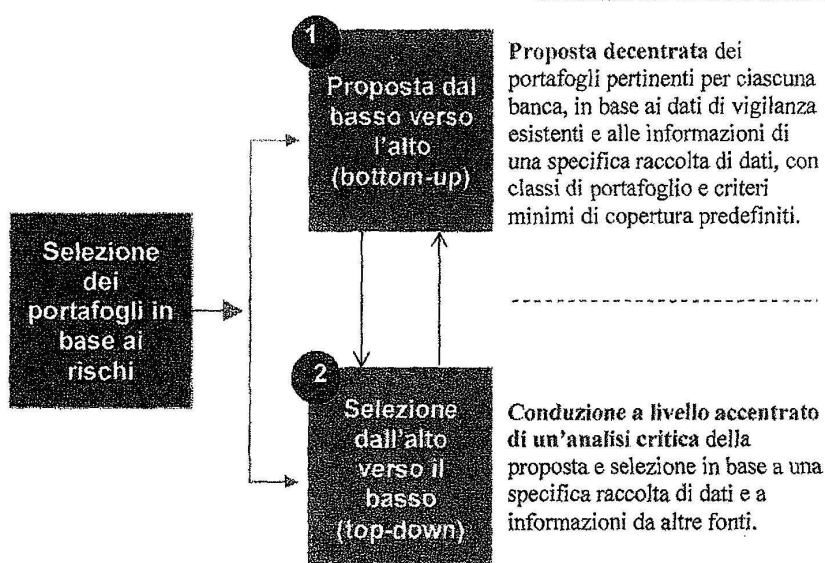 1
Proposta dal
basso verso
l'alto
(bottom-up)
Proposta decentrata dei
portafogli pertinenti per ciascuna
banca, in base ai dati di vigilanza
esistenti e alle informazioni di
una specifica raccolta di dati, con
classi di portafoglio e criteri
minimi di copertura predefiniti.
Selezione
dei
portafogli in
base ai
rischi
2
Selezione
dall'alto
verso il
basso
(top-down)
Conduzione a livello accentrato
di un'analisi critica della
proposta e selezione in base a una
specifica raccolta di dati e a
informazioni da altre fonti.